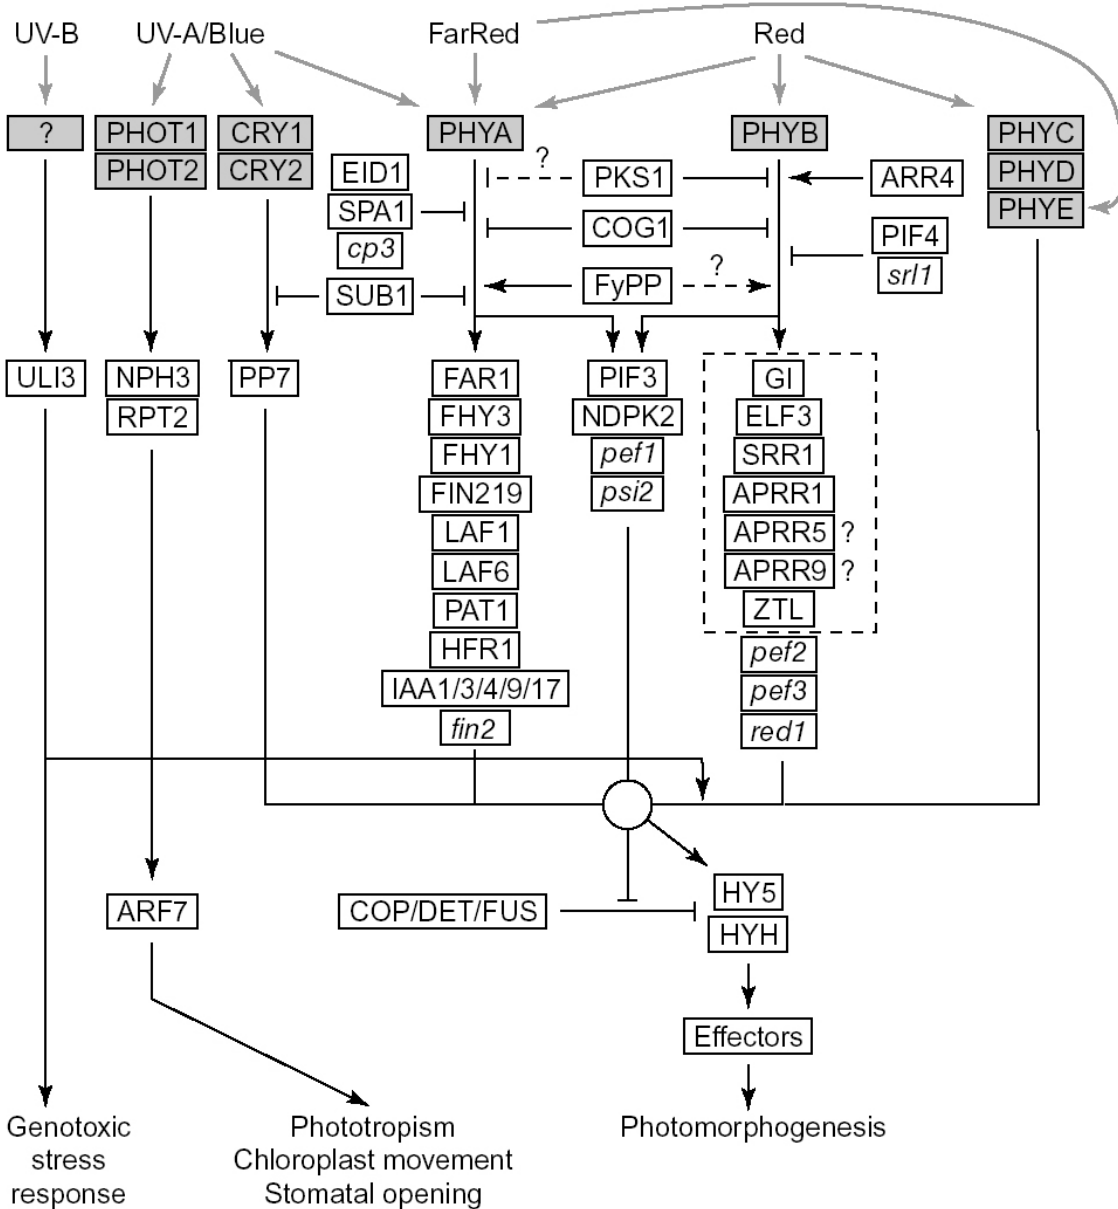 UV-B
UV-A/Blue
FarRed
Red
?
PHOT1
CRY1
PHYA
PHYB
PHYC
PHOT2
CRY2
EID1
?
PKS1
ARR4
PHYD
SPA1
COG1
PHYE
cp3
PIF4
srl1
SUB1
FyPP
?
ULI3
NPH3
PP7
FAR1
PIF3
GI
RPT2
FHY3
NDPK2
ELF3
FHY1
pef1
SRR1
FIN219
psi2
APRR1
LAF1
APRR5 ?
LAF6
APRR9 ?
PAT1
ZTL
HFR1
pef2
IAA1/3/4/9/17
pef3
fin2
red1
ARF7
COP/DET/FUS
HY5
HYH
Effectors
Genotoxic
stress
response
Phototropism
Chloroplast movement
Stomatal opening
Photomorphogenesis